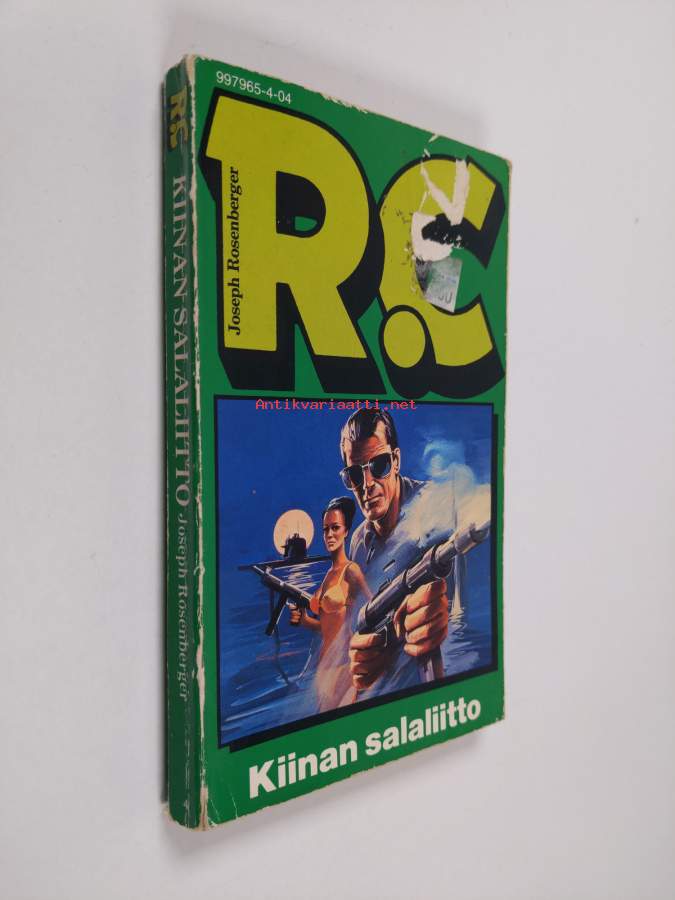 997965-4-04
R.C
Joseph Rosenberger
Antikvariaatti.net
Kiinan salaliitto
R.C KIINAN SALALIITTO Joseph Rosenberger